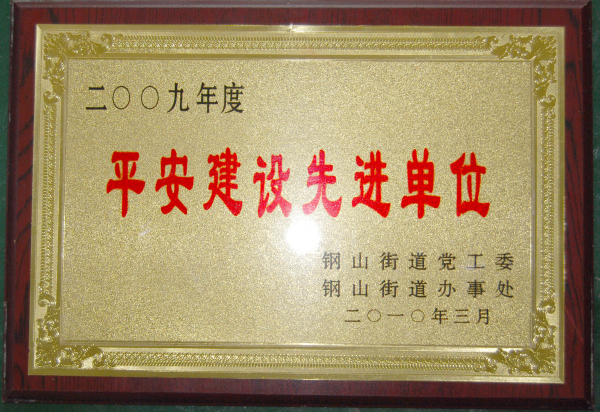 二〇〇九年度
平安建设先进单位
钢山街道党工委
钢山街道办事处
二〇一〇年三月